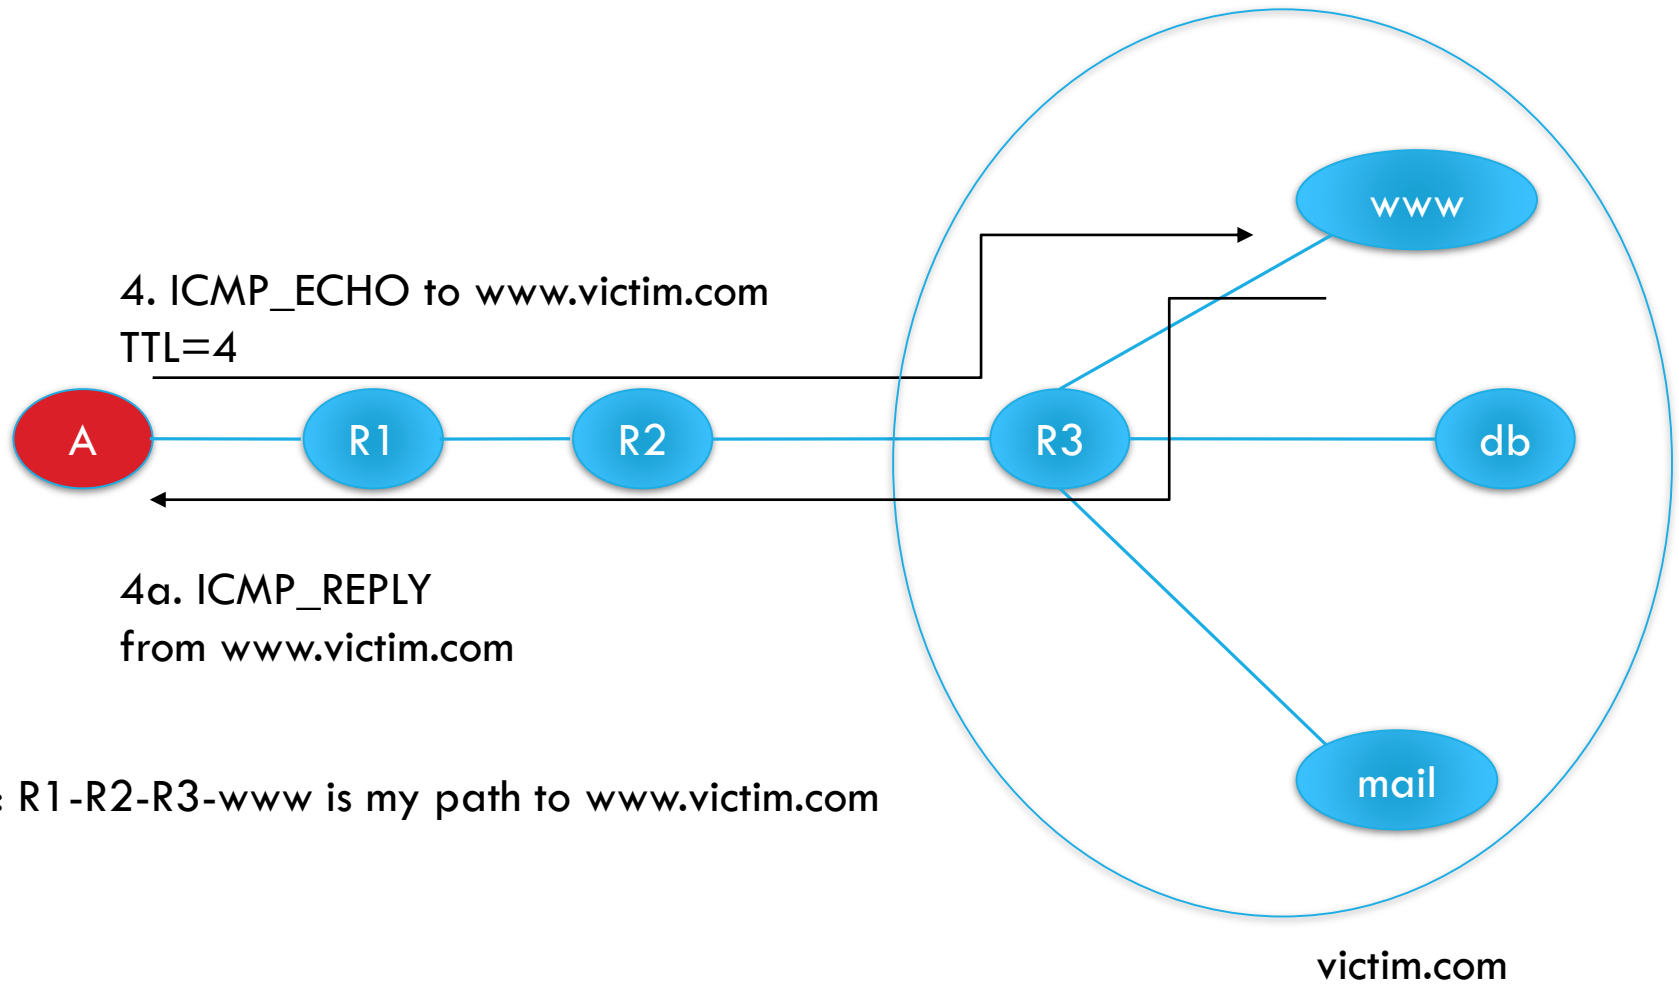 www
4. ICMP_ECHO to www.victim.com
TTL=4
A
R1
R2
R3
db
4a. ICMP_REPLY
from www.victim.com
mail
: R1-R2-R3-www is my path to www.victim.com
victim.com